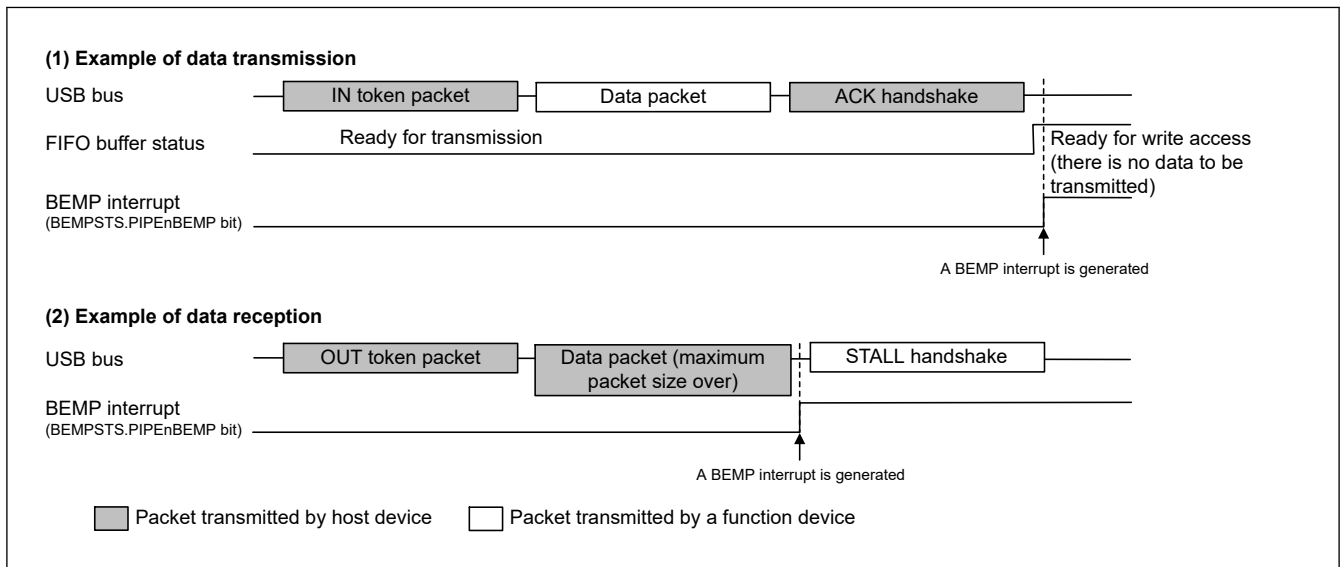 (1) Example of data transmission
USB bus
IN token packet
Data packet
ACK handshake
FIFO buffer status
Ready for transmission
Ready for write access
(there is no data to be
transmitted)
BEMP interrupt
(BEMPSTS.PIPEnBEMP bit)
A BEMP interrupt is generated
(2) Example of data reception
USB bus
OUT token packet
Data packet (maximum
packet size over)
STALL handshake
BEMP interrupt
(BEMPSTS.PIPEnBEMP bit)
A BEMP interrupt is generated
Packet transmitted by host device
Packet transmitted by a function device